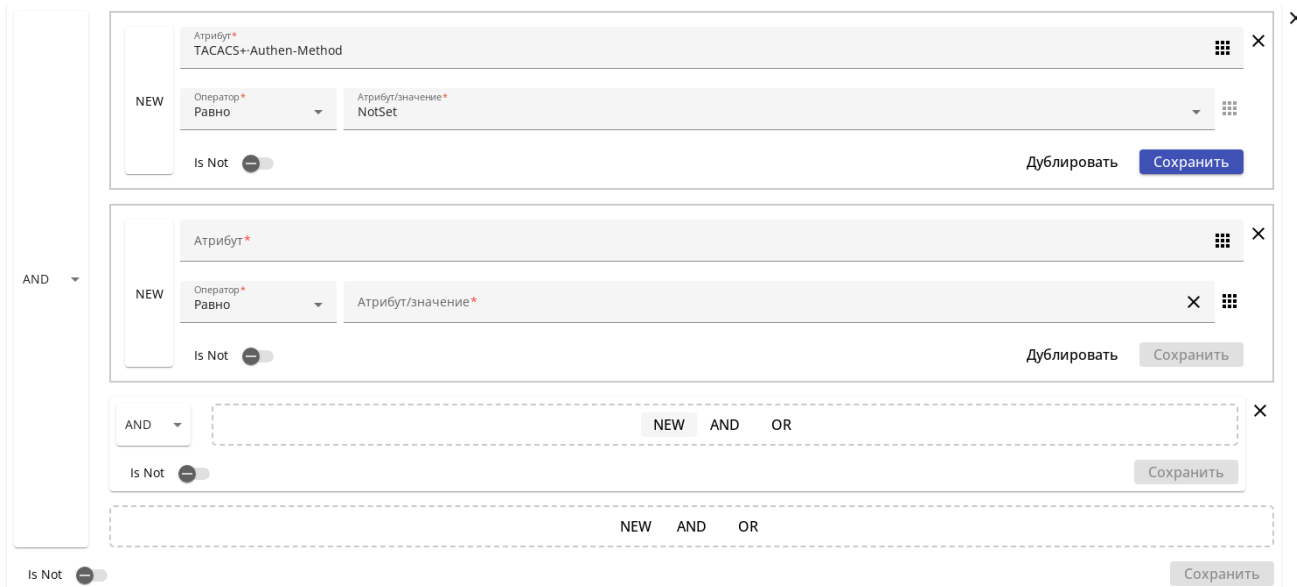 Атрибут*
TACACS+·Authen-Method
NEW
Оператор*
Равно
Атрибут/значение*
NotSet
Is Not
Дублировать
Сохранить
AND
NEW
Атрибут*
Оператор*
Равно
Атрибут/значение*
Is Not
Дублировать
Сохранить
AND
NEW AND OR
Is Not
Сохранить
NEW AND OR
Is Not
Сохранить